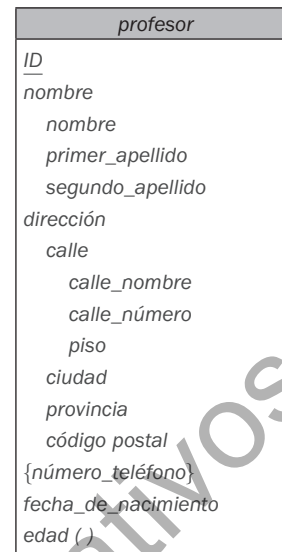 profesor
ID
nombre
nombre
primer_apellido
segundo_apellido
dirección
calle
calle_nombre
calle_número
piso
ciudad
provincia
código postal
{número_teléfono}
fecha_de_nacimiento
edad ( )